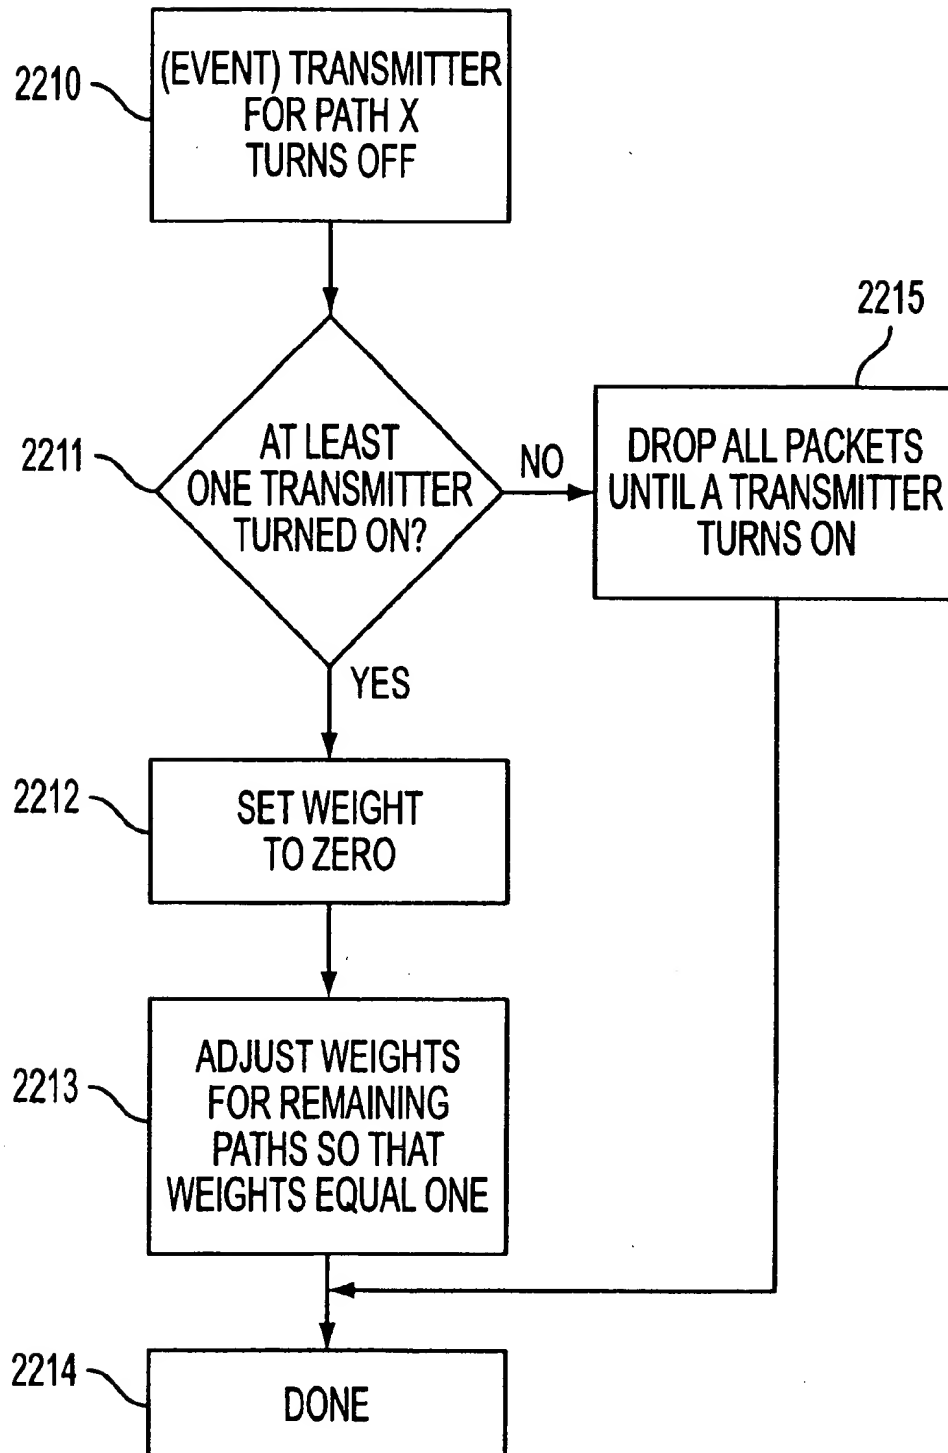 2210
(EVENT) TRANSMITTER
FOR PATH X
TURNS OFF
2211
AT LEAST
ONE TRANSMITTER
TURNED ON?
NO
2215
DROP ALL PACKETS
UNTIL A TRANSMITTER
TURNS ON
YES
2212
SET WEIGHT
TO ZERO
2213
ADJUST WEIGHTS
FOR REMAINING
PATHS SO THAT
WEIGHTS EQUAL ONE
2214
DONE